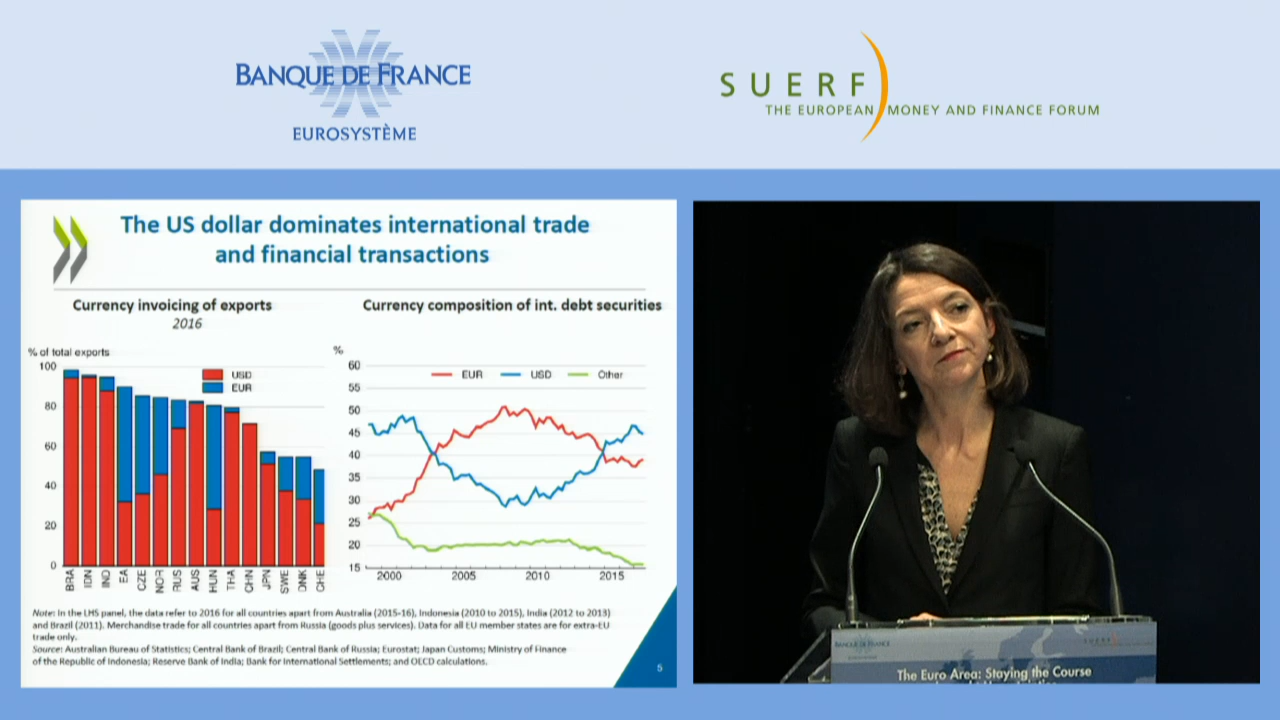 BANQUE DE FRANCE
EUROSYSTÈME
SUERF
THE EUROPEAN MONEY AND FINANCE FORUM
The US dollar dominates international trade
and financial transactions
Currency invoicing of exports
2016
% of total exports
100
80
60
40
20
0
USD
EUR
BRA
IDN
IND
EA
CZE
NOR
RUS
AUS
HUN
THA
CHN
JPN
SWE
DNK
CHE
Currency composition of int. debt securities
%
60
55
50
45
40
35
30
25
20
15
EUR
USD
Other
2000
2005
2010
2015
Note: In the LHS panel, the data refer to 2016 for all countries apart from Australia (2015-16), Indonesia (2010 to 2015), India (2012 to 2013)
and Brazil (2011). Merchandise trade for all countries apart from Russia (goods plus services). Data for all EU member states are for extra-EU
trade only.
Source: Australian Bureau of Statistics; Central Bank of Brazil; Central Bank of Russia; Eurostat; Japan Customs; Ministry of Finance
of the Republic of Indonesia; Reserve Bank of India; Bank for International Settlements; and OECD calculations.
5
BANQUE DE FRANCE
SUERF
The Euro Area: Staying the Course